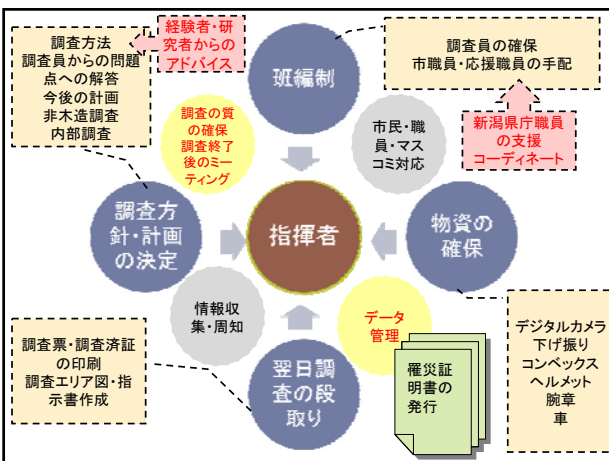 調査方法
調査員からの問題
点への解答
今後の計画
非木造調査
内部調査
経験者・研
究者からの
アドバイス
班編制
調査員の確保
市職員・応援職員の手配
新潟県庁職員
の支援
コーディネート
調査の質
の確保
調査終了
後のミー
ティング
市民・職
員・マス
コミ対応
調査方
針・計画
の決定
指揮者
物資の
確保
情報収
集・周知
データ
管理
調査票・調査済証
の印刷
調査エリア図・指
示書作成
翌日調
査の段
取り
罹災証
明書の
発行
デジタルカメラ
下げ振り
コンベックス
ヘルメット
腕章
車